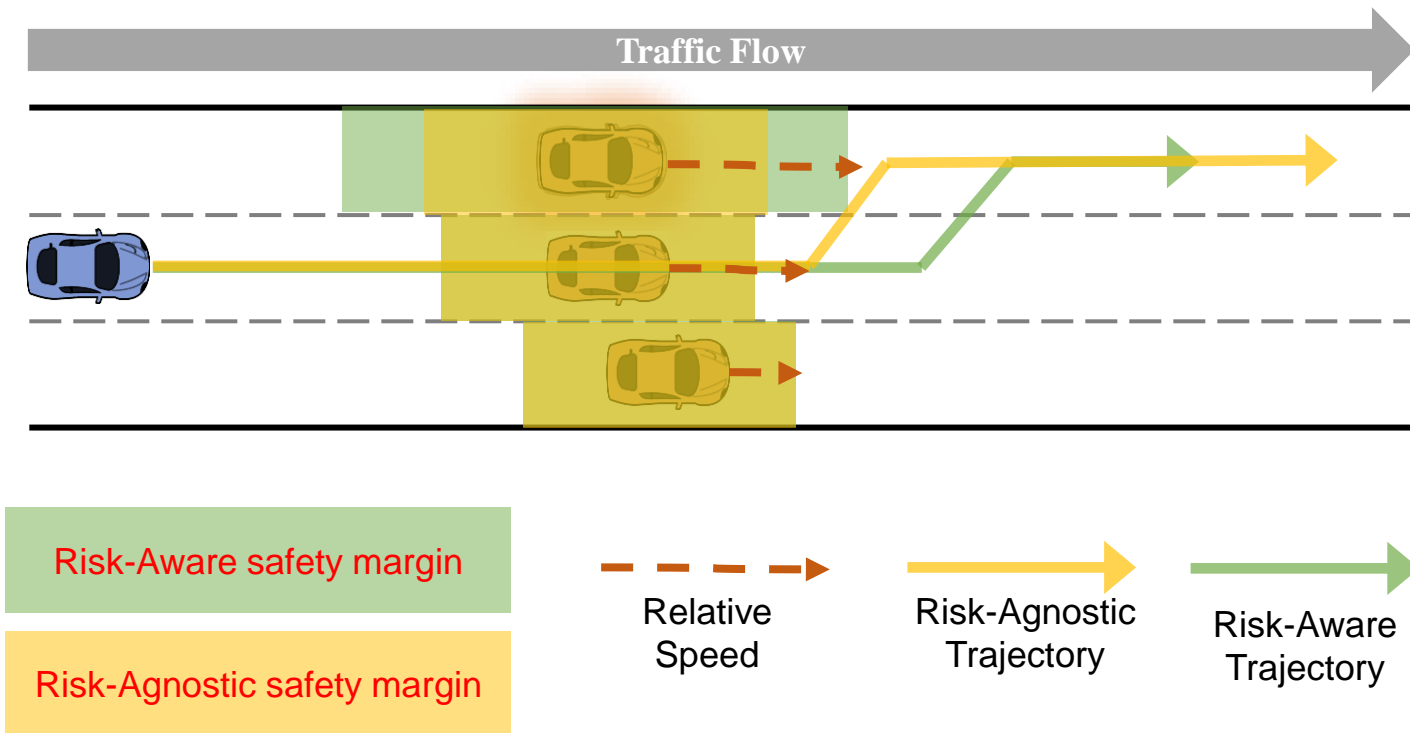 Traffic Flow
Risk-Aware safety margin
Risk-Agnostic safety margin
Relative
Speed
Risk-Agnostic
Trajectory
Risk-Aware
Trajectory